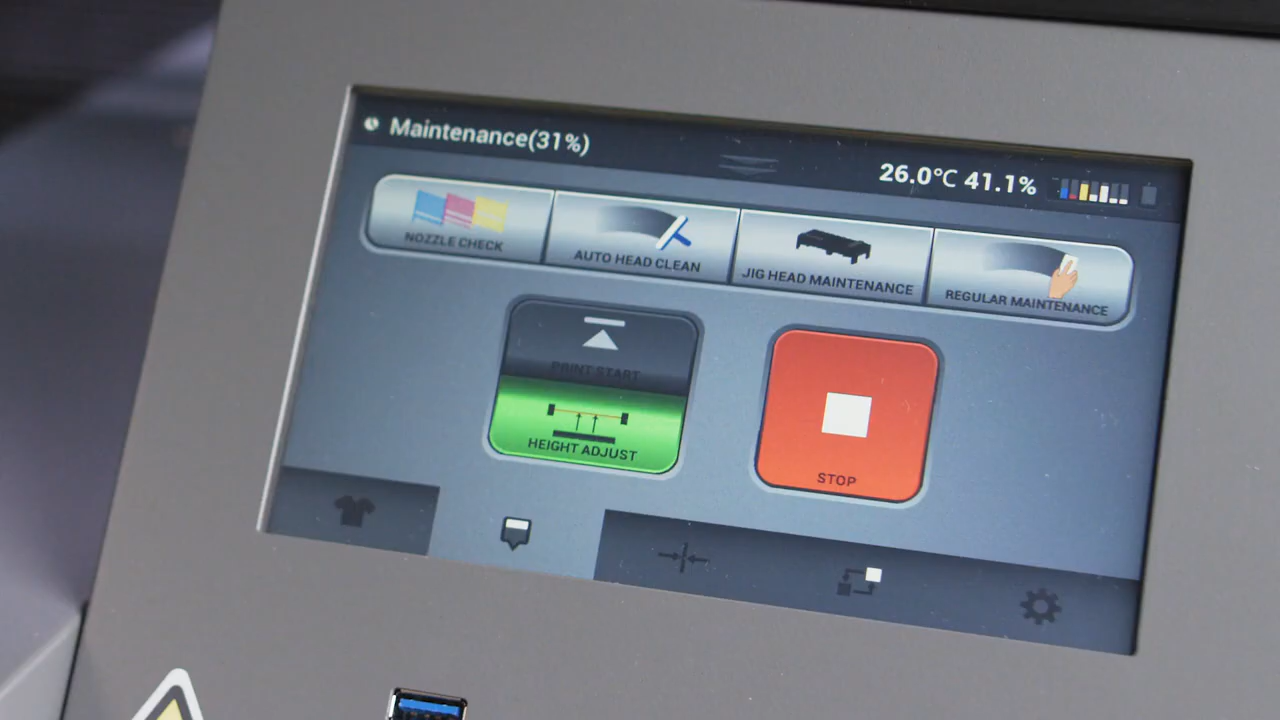 Maintenance(31%)
26.0°C 41.1%
NOZZLE CHECK
AUTO HEAD CLEAN
JIG HEAD MAINTENANCE
REGULAR MAINTENANCE
PRINT START
HEIGHT ADJUST
STOP